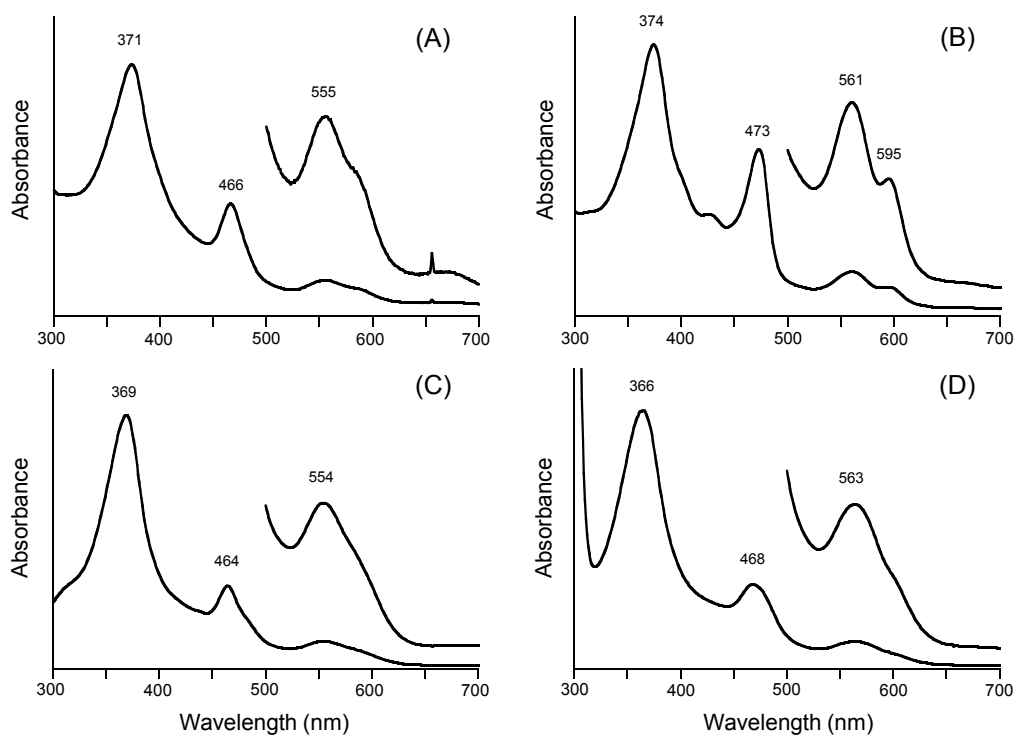 371
(A)
555
466
Absorbance
300 400 500 600 700
374
(B)
561
473
595
Absorbance
300 400 500 600 700
369
(C)
554
464
Absorbance
300 400 500 600 700
Wavelength (nm)
366
(D)
563
468
Absorbance
300 400 500 600 700
Wavelength (nm)